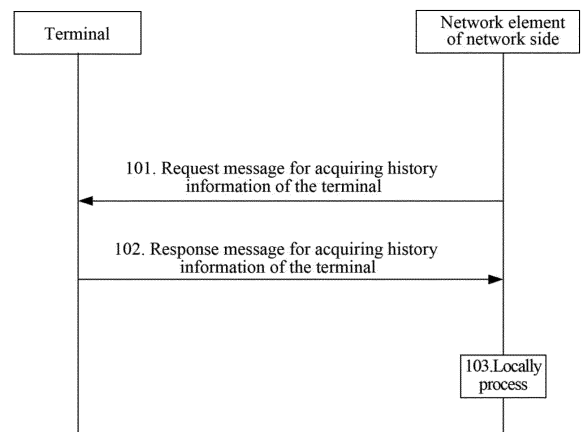 Terminal
Network element
of network side
101. Request message for acquiring history
information of the terminal
102. Response message for acquiring history
information of the terminal
103.Locally
process